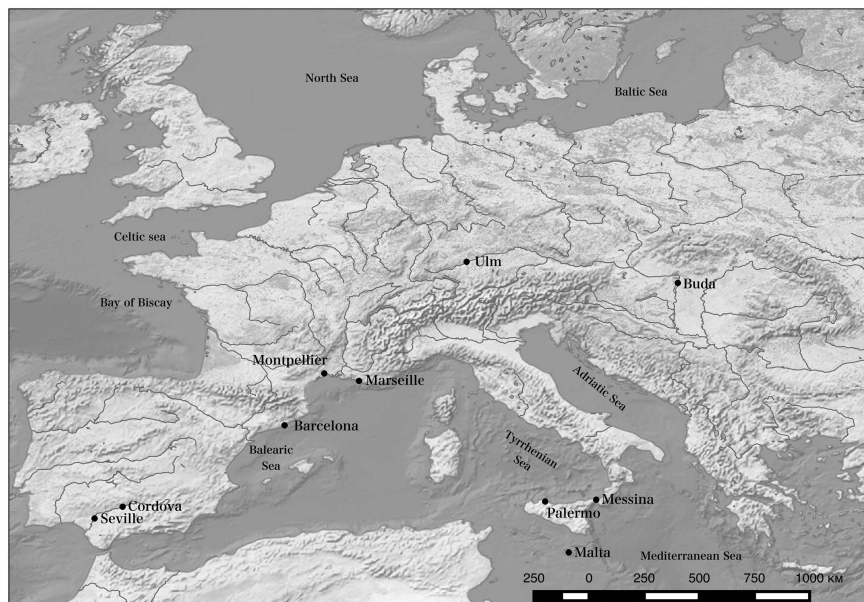 North Sea
Baltic Sea
Celtic sea
Ulm
Buda
Bay of Biscay
Montpellier
Marseille
Adriatic Sea
Barcelona
Balearic
Sea
Tyrrhenian
Sea
Cordova
Seville
Messina
Palermo
Malta
Mediterranean Sea
250 0 250 500 750 1000 км